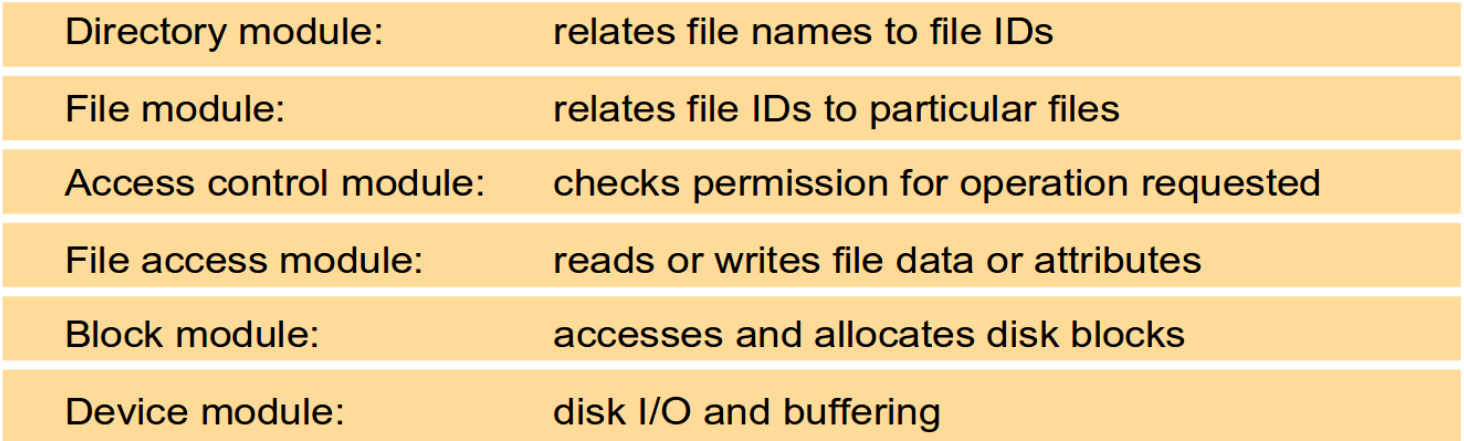 Directory module: relates file names to file IDs
File module: relates file IDs to particular files
Access control module: checks permission for operation requested
File access module: reads or writes file data or attributes
Block module: accesses and allocates disk blocks
Device module: disk I/O and buffering